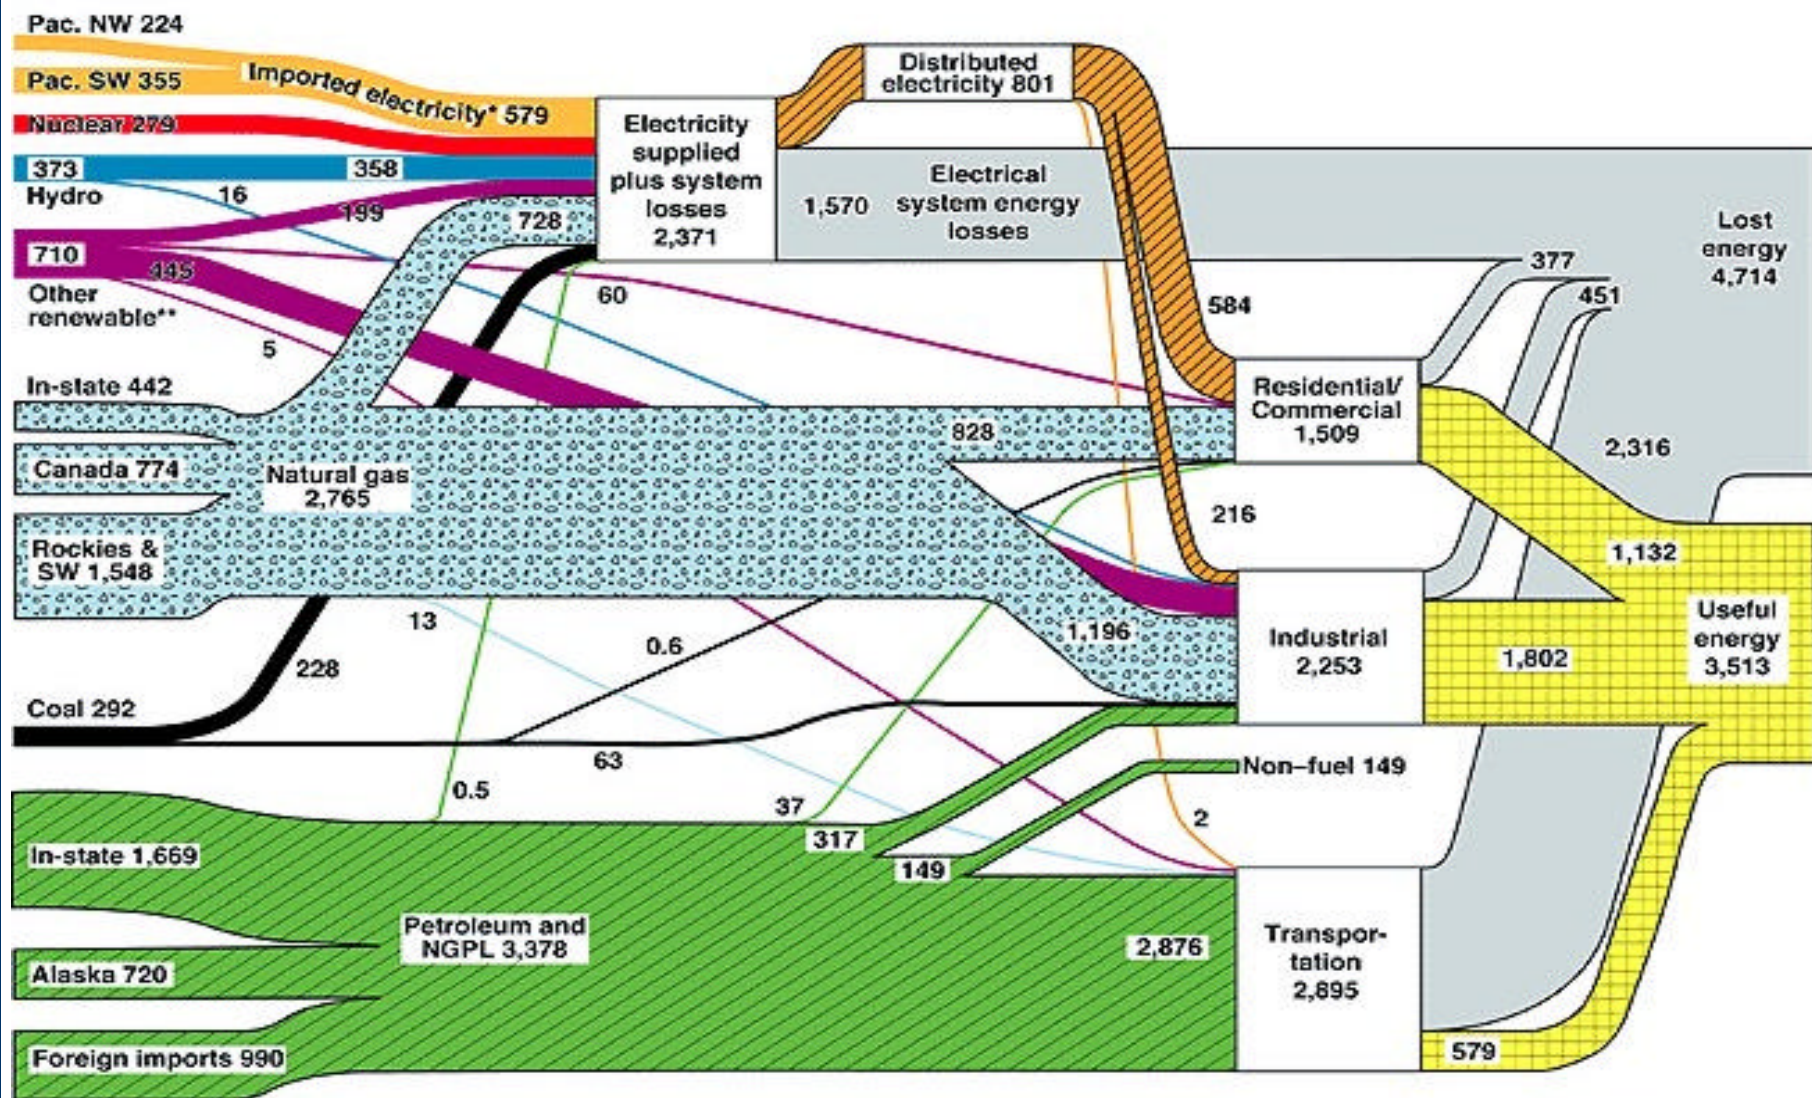 Pac. NW 224
Pac. SW 355
Imported electricity* 579
Nuclear 279
373
358
Hydro
16
199
710
445
Other
renewable**
5
728
60
Electricity
supplied
plus system
losses
2,371
Distributed
electricity 801
1,570
Electrical
system energy
losses
Lost
energy
4,714
377
451
584
In-state 442
Canada 774
Natural gas
2,765
Rockies &
SW 1,548
828
Residential/
Commercial
1,509
2,316
216
1,132
13
0.6
228
1,196
Industrial
2,253
1,802
Useful
energy
3,513
Coal 292
63
0.5
37
Non–fuel 149
2
317
149
In-state 1,669
Petroleum and
NGPL 3,378
Alaska 720
2,876
Transpor-
tation
2,895
Foreign imports 990
579